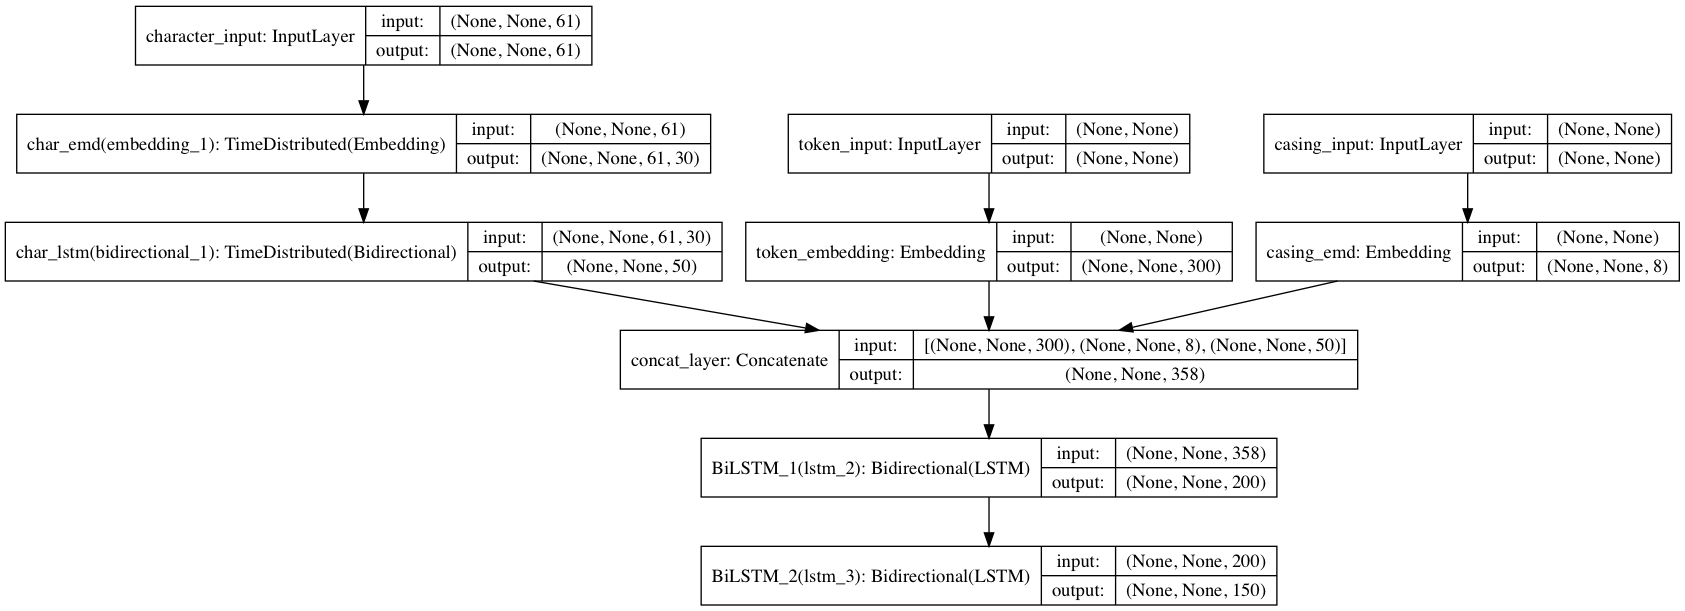 character_input: InputLayer
input: (None, None, 61)
output: (None, None, 61)
char_emd(embedding_1): TimeDistributed(Embedding)
input: (None, None, 61)
output: (None, None, 61, 30)
token_input: InputLayer
input: (None, None)
output: (None, None)
casing_input: InputLayer
input: (None, None)
output: (None, None)
char_lstm(bidirectional_1): TimeDistributed(Bidirectional)
input: (None, None, 61, 30)
output: (None, None, 50)
token_embedding: Embedding
input: (None, None)
output: (None, None, 300)
casing_emd: Embedding
input: (None, None)
output: (None, None, 8)
concat_layer: Concatenate
input: [(None, None, 300), (None, None, 8), (None, None, 50)]
output: (None, None, 358)
BiLSTM_1(lstm_2): Bidirectional(LSTM)
input: (None, None, 358)
output: (None, None, 200)
BiLSTM_2(lstm_3): Bidirectional(LSTM)
input: (None, None, 200)
output: (None, None, 150)